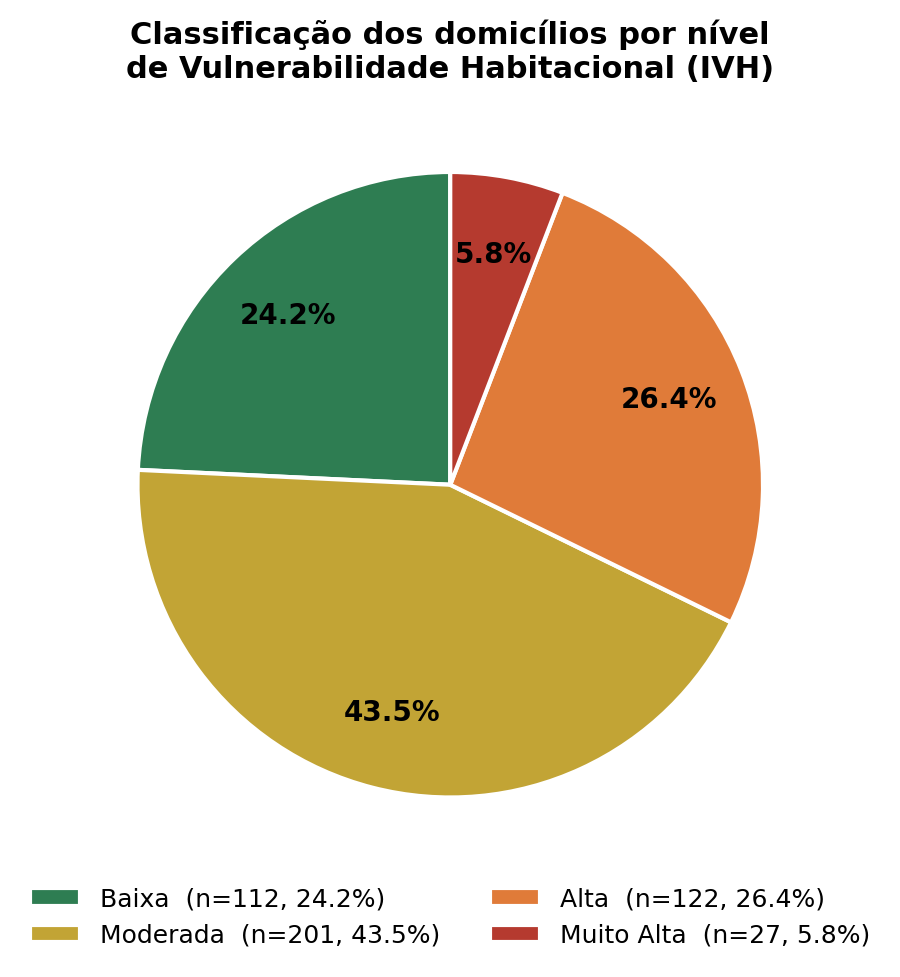 Classificação dos domicílios por nível
de Vulnerabilidade Habitacional (IVH)
5.8%
24.2%
26.4%
43.5%
Baixa (n=112, 24.2%)
Moderada (n=201, 43.5%)
Alta (n=122, 26.4%)
Muito Alta (n=27, 5.8%)